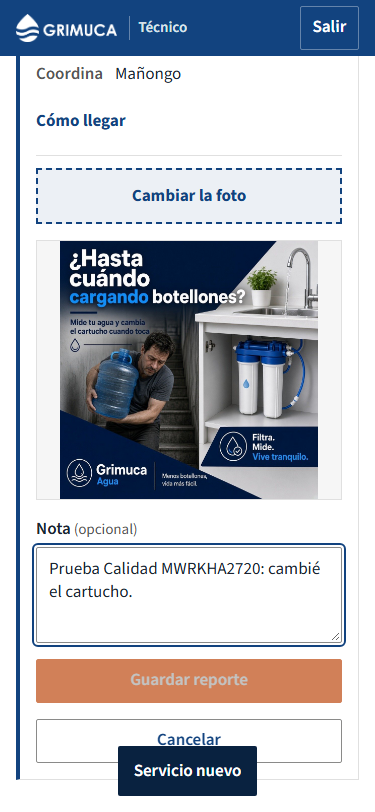 GRIMUCA
Técnico
Salir
Coordina Mañongo
Cómo llegar
Cambiar la foto
¿Hasta
cuándo
cargando botellones?
Mide tu agua y cambia
el cartucho cuando toca
Grimuca
Agua
Menos botellones,
vida más fácil.
Filtra.
Mide.
Vive tranquilo.
Nota (opcional)
Prueba Calidad MWRKHA2720: cambié
el cartucho.
Guardar reporte
Cancelar
Servicio nuevo